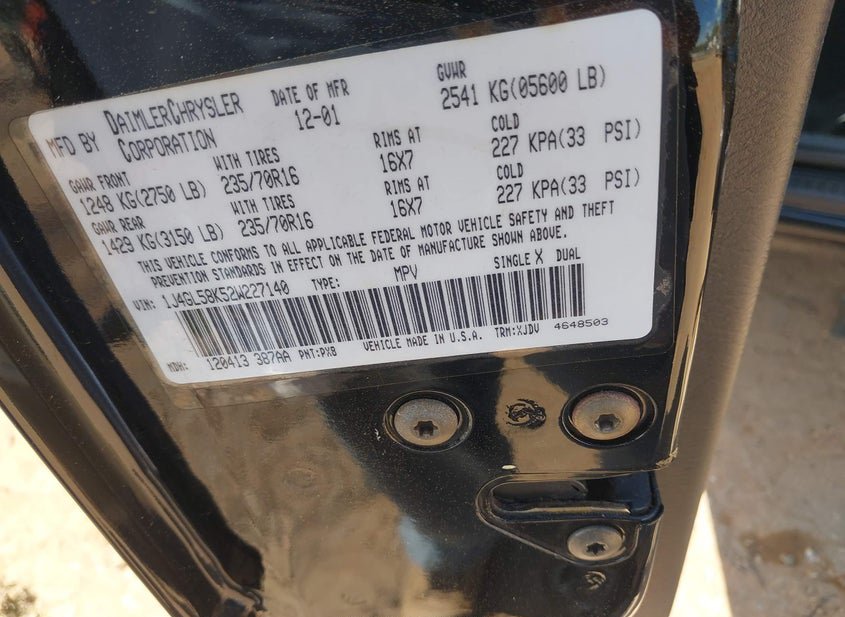 MFD BY DAIMLERCHRYSLER CORPORATION DATE OF MFR 12-01 GVWR 2541 KG(05600 LB)
GAWR FRONT 1248 KG(2750 LB) WITH TIRES 235/70R16 RIMS AT 16X7 COLD 227 KPA(33 PSI)
GAWR REAR 1429 KG(3150 LB) WITH TIRES 235/70R16 RIMS AT 16X7 COLD 227 KPA(33 PSI)
THIS VEHICLE CONFORMS TO ALL APPLICABLE FEDERAL MOTOR VEHICLE SAFETY AND THEFT
PREVENTION STANDARDS IN EFFECT ON THE DATE OF MANUFACTURE SHOWN ABOVE.
VIN: 1J4GL58K52W227140 TYPE: MPV SINGLE X DUAL
MDH: 120413 387AA PNT:PX8 VEHICLE MADE IN U.S.A. TRM:XJDV 4648503